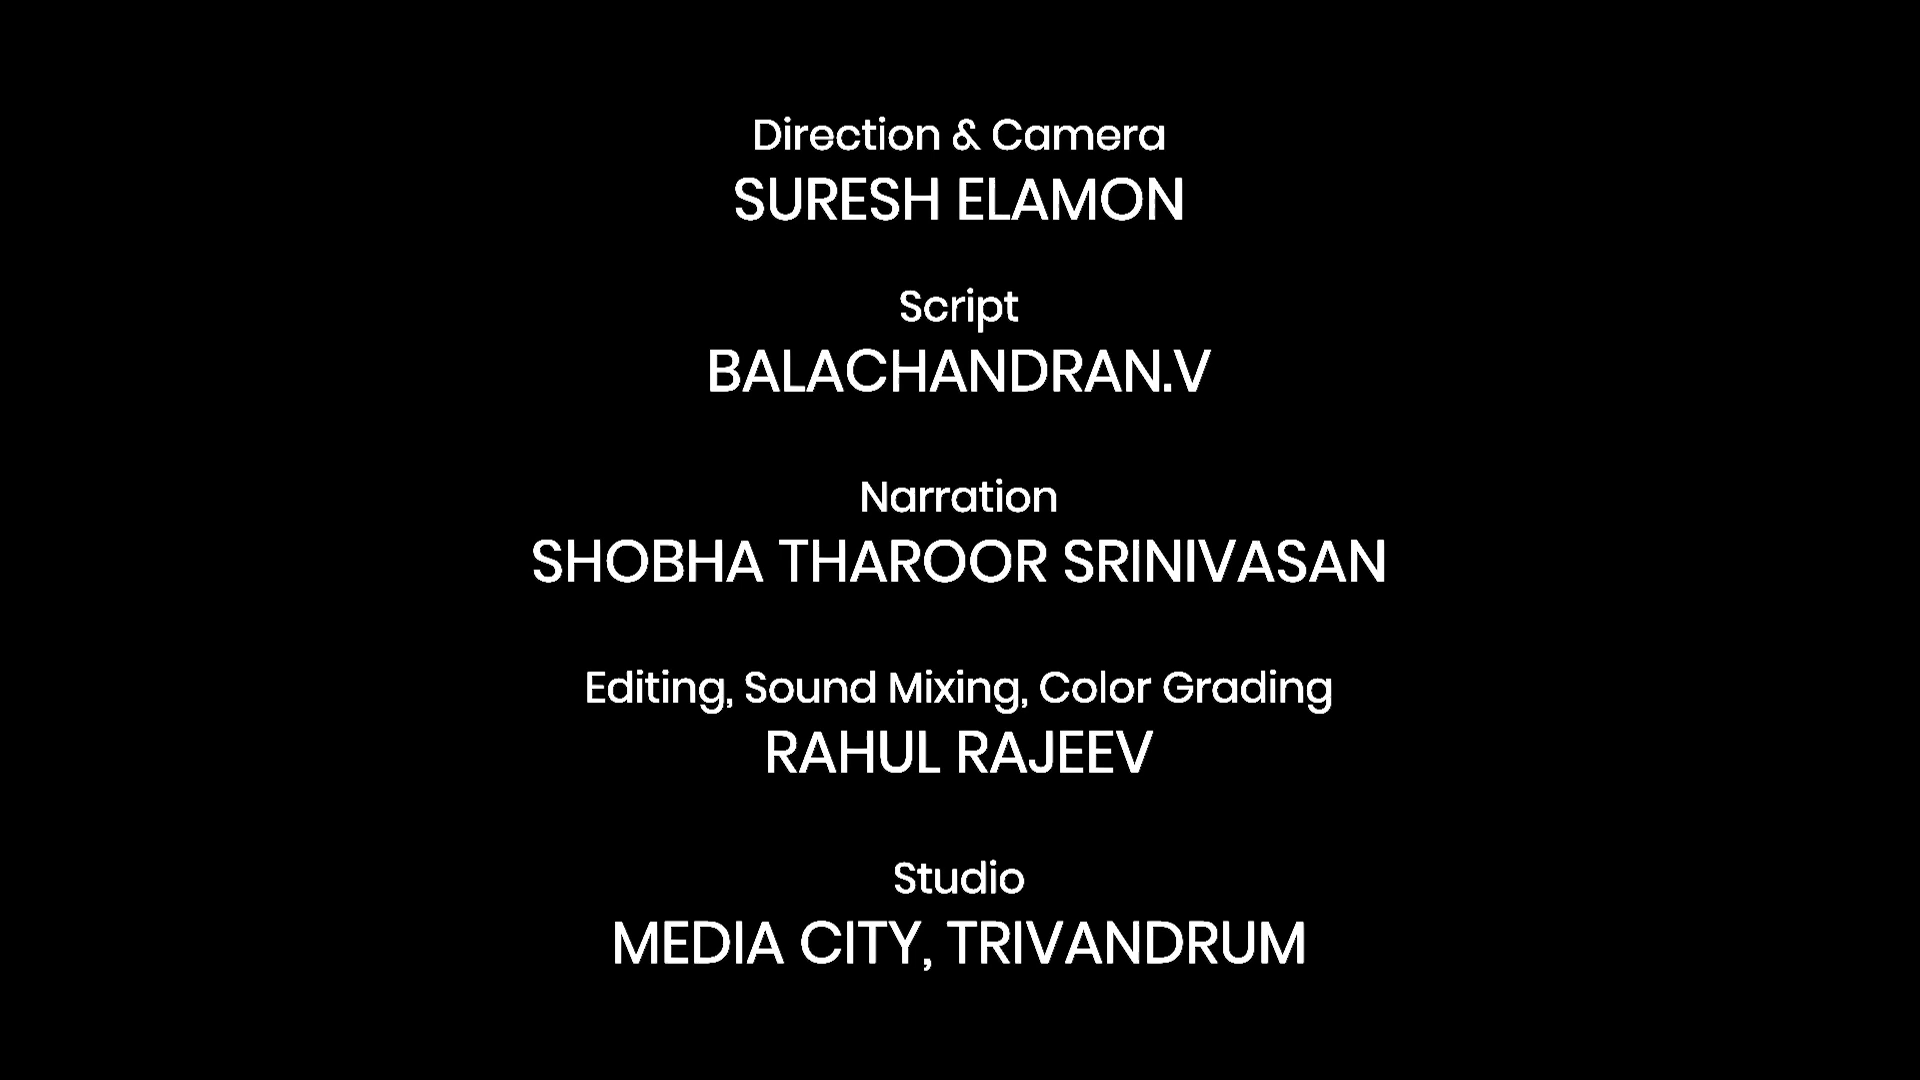 Direction & Camera
SURESH ELAMON
Script
BALACHANDRAN.V
Narration
SHOBHA THAROOR SRINIVASAN
Editing, Sound Mixing, Color Grading
RAHUL RAJEEV
Studio
MEDIA CITY, TRIVANDRUM